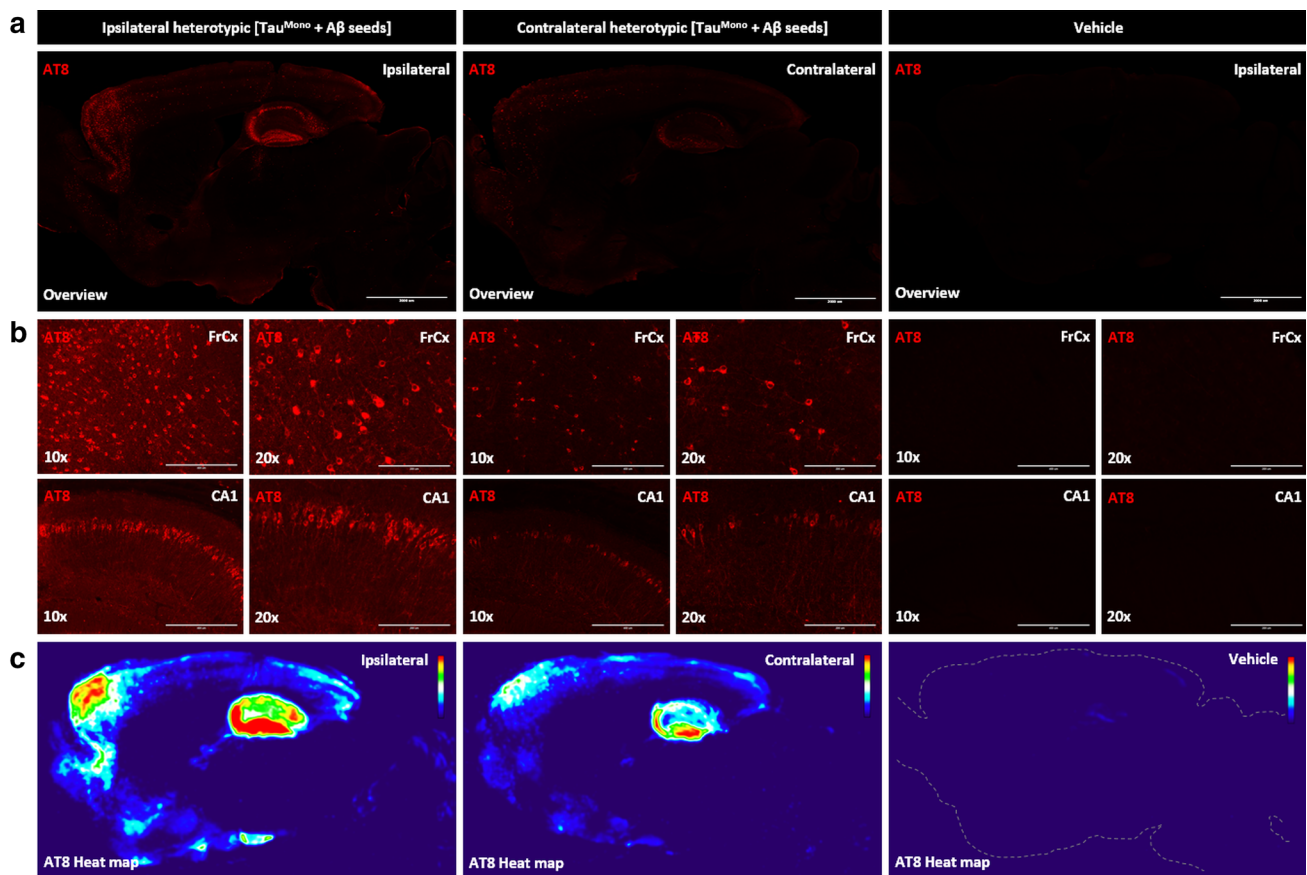 a
Ipsilateral heterotypic [Tau^Mono + Aβ seeds]
Contralateral heterotypic [Tau^Mono + Aβ seeds]
Vehicle
AT8
Ipsilateral
Overview
AT8
Contralateral
Overview
AT8
Ipsilateral
Overview
b
AT8
FrCx
10x
AT8
FrCx
20x
AT8
FrCx
10x
AT8
FrCx
20x
AT8
FrCx
10x
AT8
FrCx
20x
AT8
CA1
10x
AT8
CA1
20x
AT8
CA1
10x
AT8
CA1
20x
AT8
CA1
10x
AT8
CA1
20x
c
Ipsilateral
AT8 Heat map
Contralateral
AT8 Heat map
Vehicle
AT8 Heat map